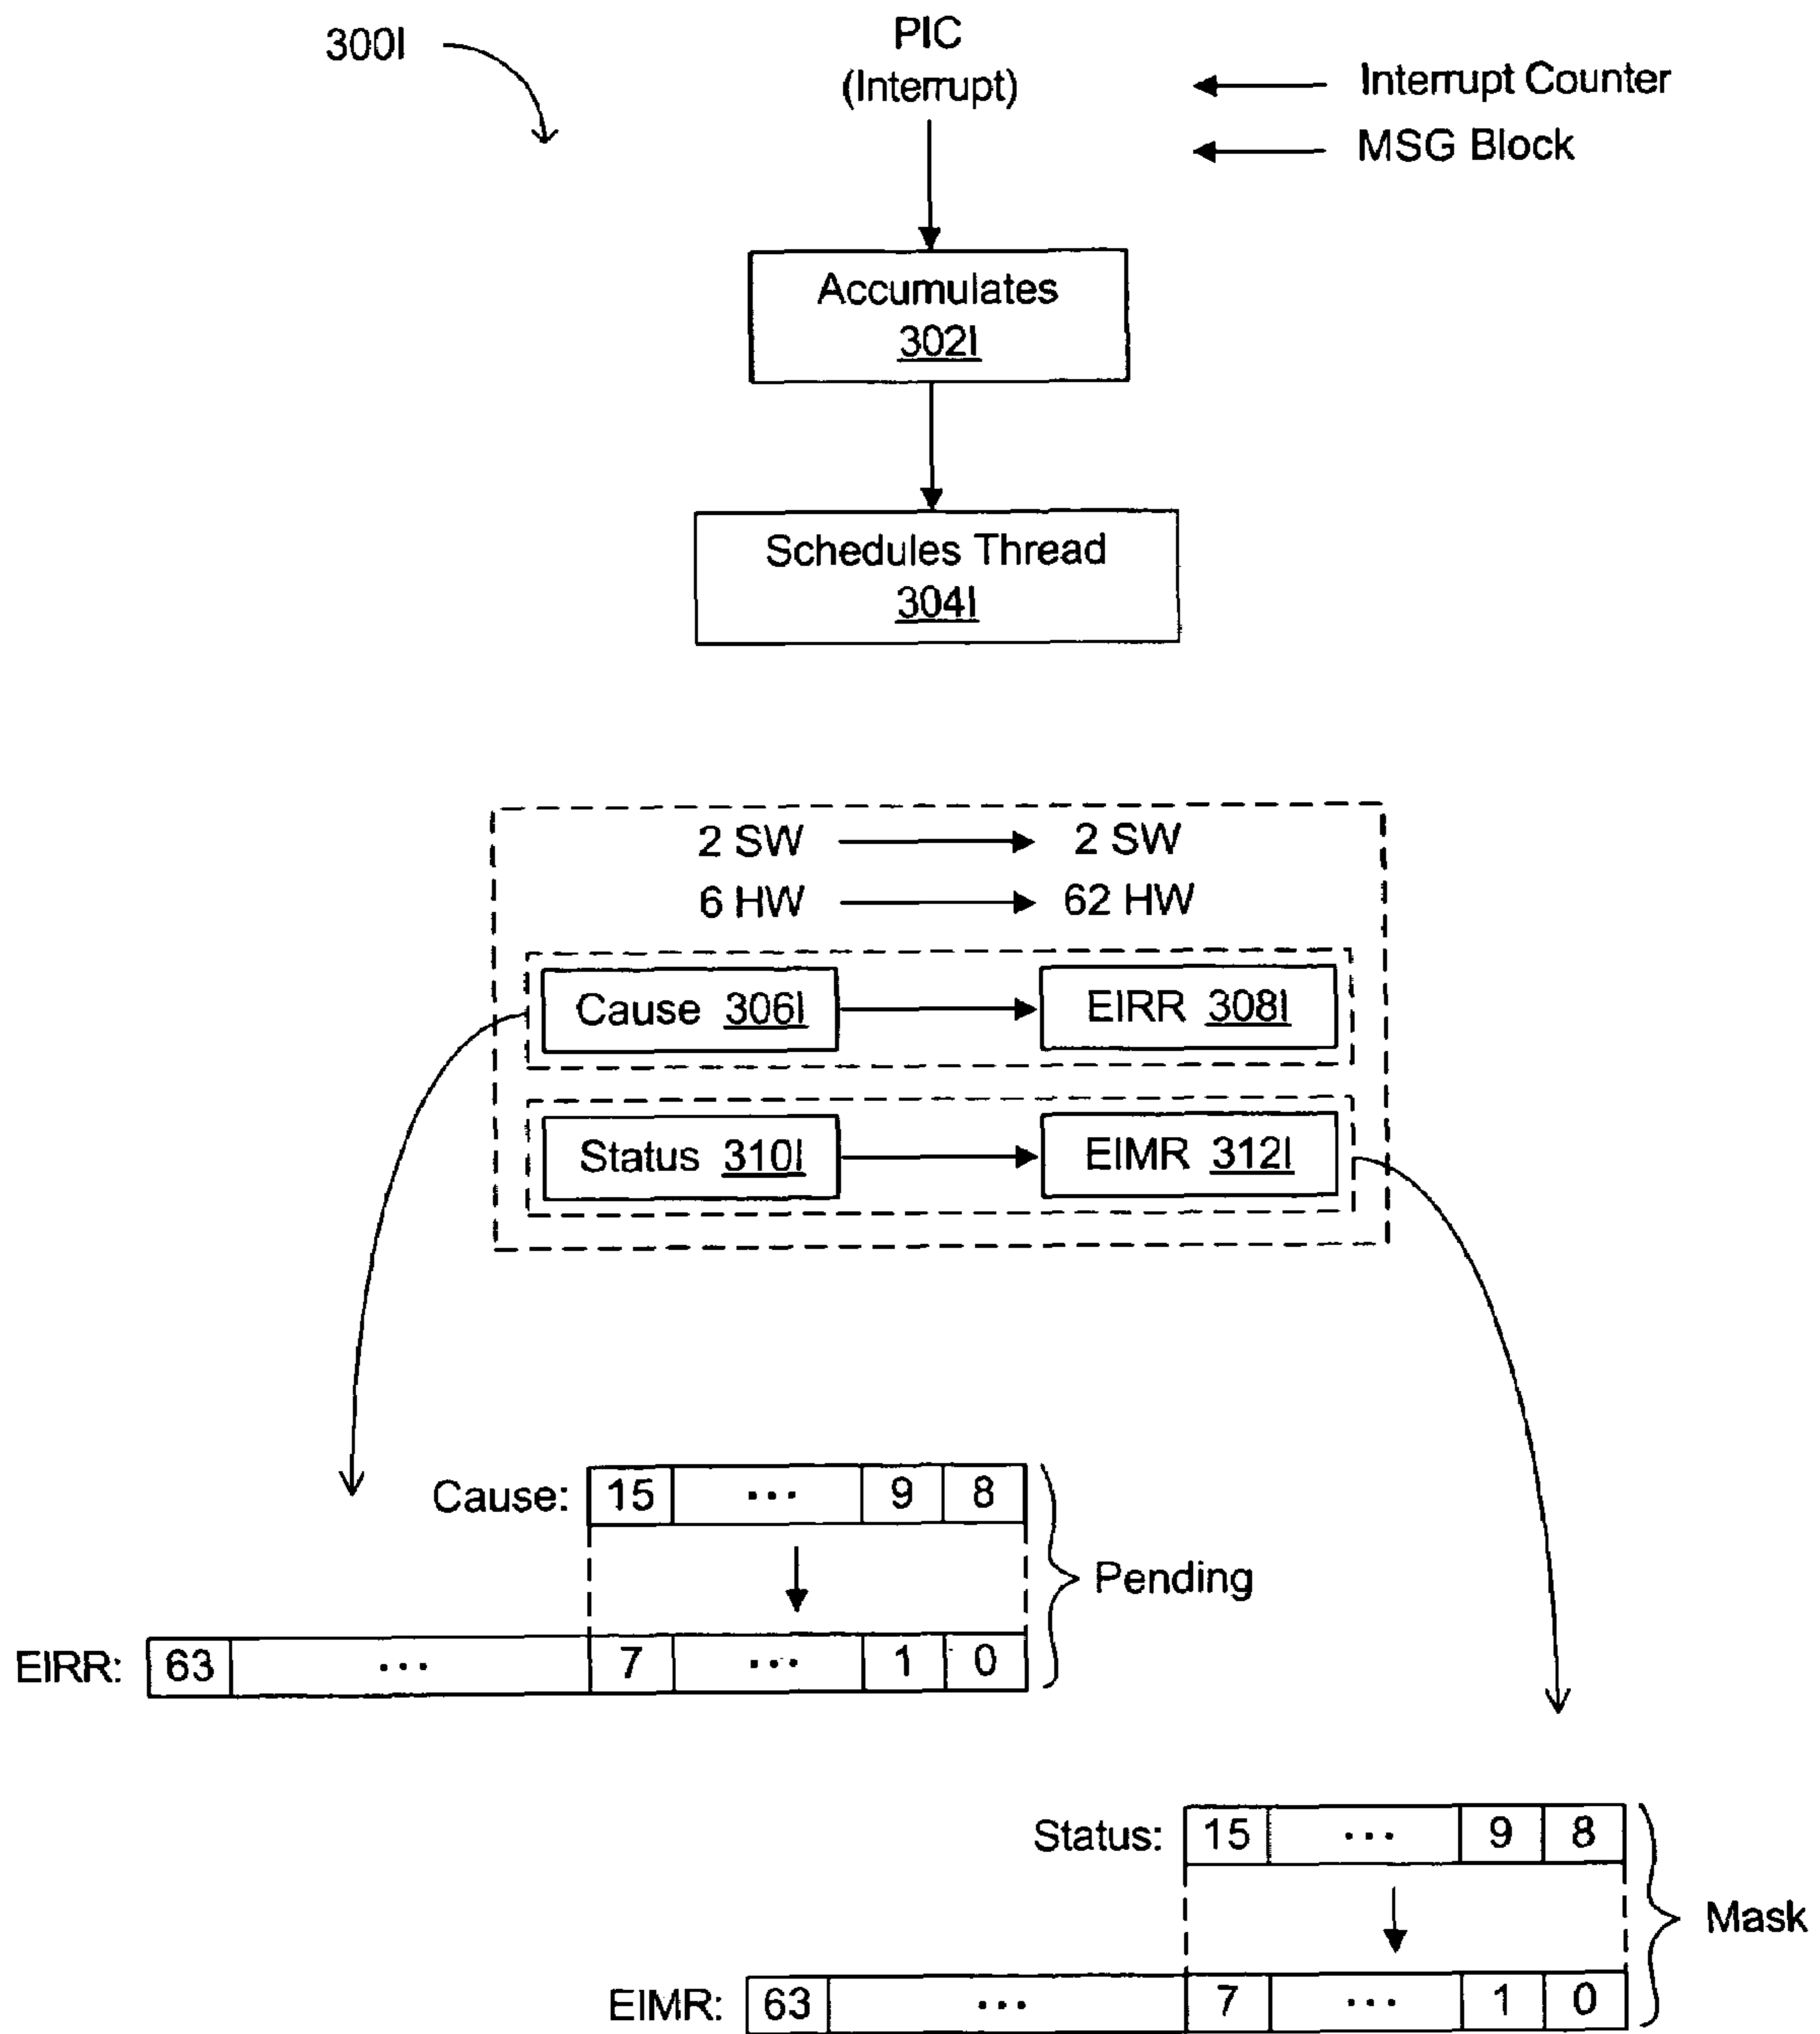 300I
PIC
(Interrupt)
Interrupt Counter
MSG Block
Accumulates
302I
Schedules Thread
304I
2 SW 2 SW
6 HW 62 HW
Cause 306I EIRR 308I
Status 310I EIMR 312I
Cause: 15 ... 9 8
Pending
EIRR: 63 ... 7 ... 1 0
Status: 15 ... 9 8
Mask
EIMR: 63 ... 7 ... 1 0